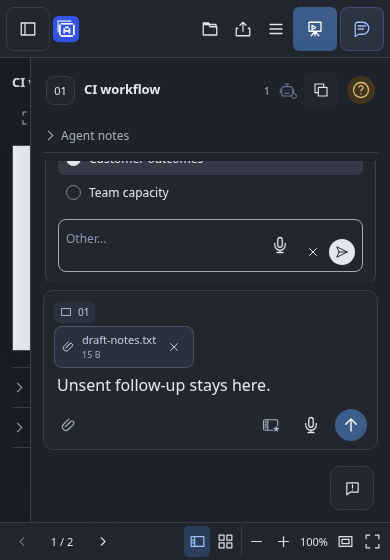 CI
01
CI workflow
1
Agent notes
Customer outcomes
Team capacity
Other...
01
draft-notes.txt
15 B
Unsent follow-up stays here.
1 / 2
100%